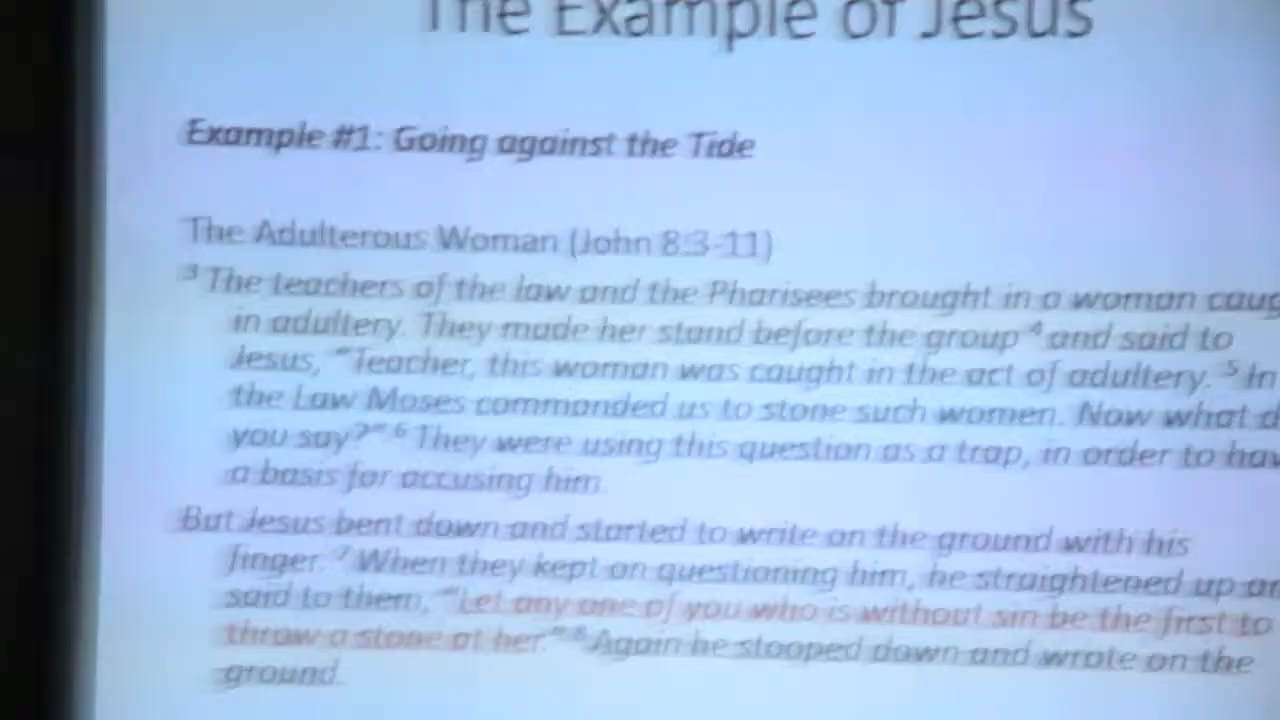 The Example of Jesus
Example #1: Going against the Tide
The Adulterous Woman (John 8:3-11)
3 The teachers of the law and the Pharisees brought in a woman caug
in adultery. They made her stand before the group 4 and said to
Jesus, “Teacher, this woman was caught in the act of adultery. 5 In
the Law Moses commanded us to stone such women. Now what d
you say?” 6 They were using this question as a trap, in order to hav
a basis for accusing him.
But Jesus bent down and started to write on the ground with his
finger. 7 When they kept on questioning him, he straightened up an
said to them, “Let any one of you who is without sin be the first to
throw a stone at her.” 8 Again he stooped down and wrote on the
ground.